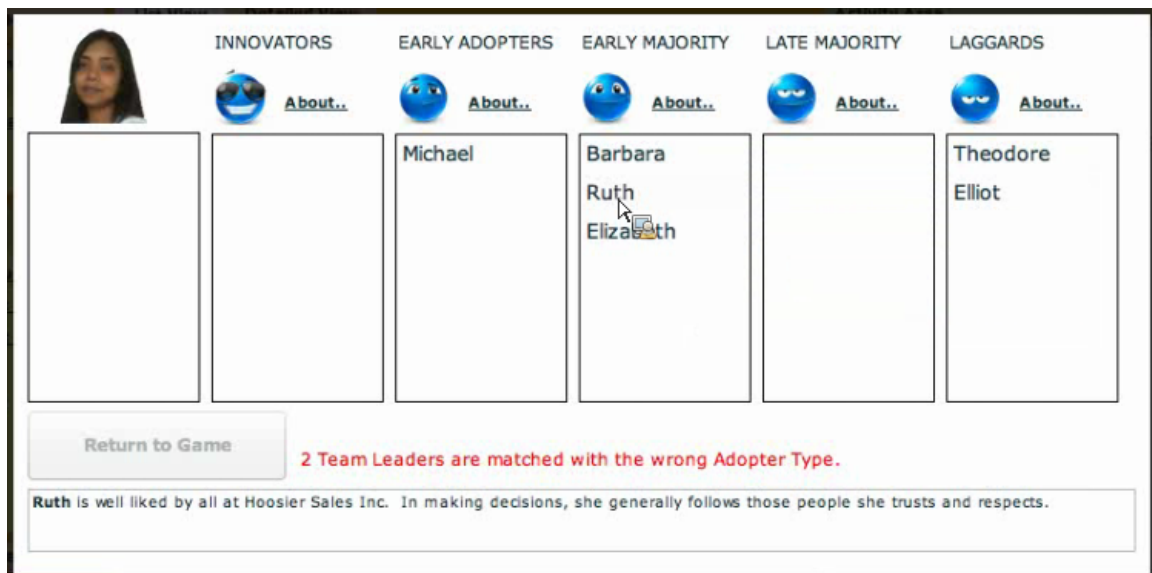 INNOVATORS EARLY ADOPTERS EARLY MAJORITY LATE MAJORITY LAGGARDS
About.. About.. About.. About.. About..
Michael Barbara Theodore
Ruth Elliot
Elizabeth
Return to Game
2 Team Leaders are matched with the wrong Adopter Type.
Ruth is well liked by all at Hoosier Sales Inc. In making decisions, she generally follows those people she trusts and respects.